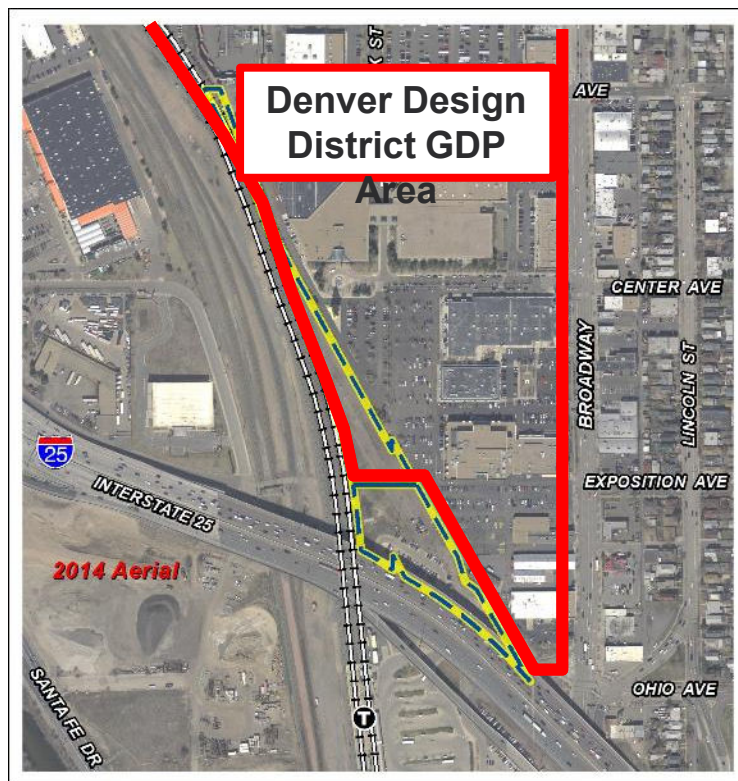 K ST
Denver Design
District GDP
Area
AVE
CENTER AVE
BROADWAY
LINCOLN ST
25
INTERSTATE 25
EXPOSITION AVE
2014 Aerial
SANTA FE DR
T
OHIO AVE